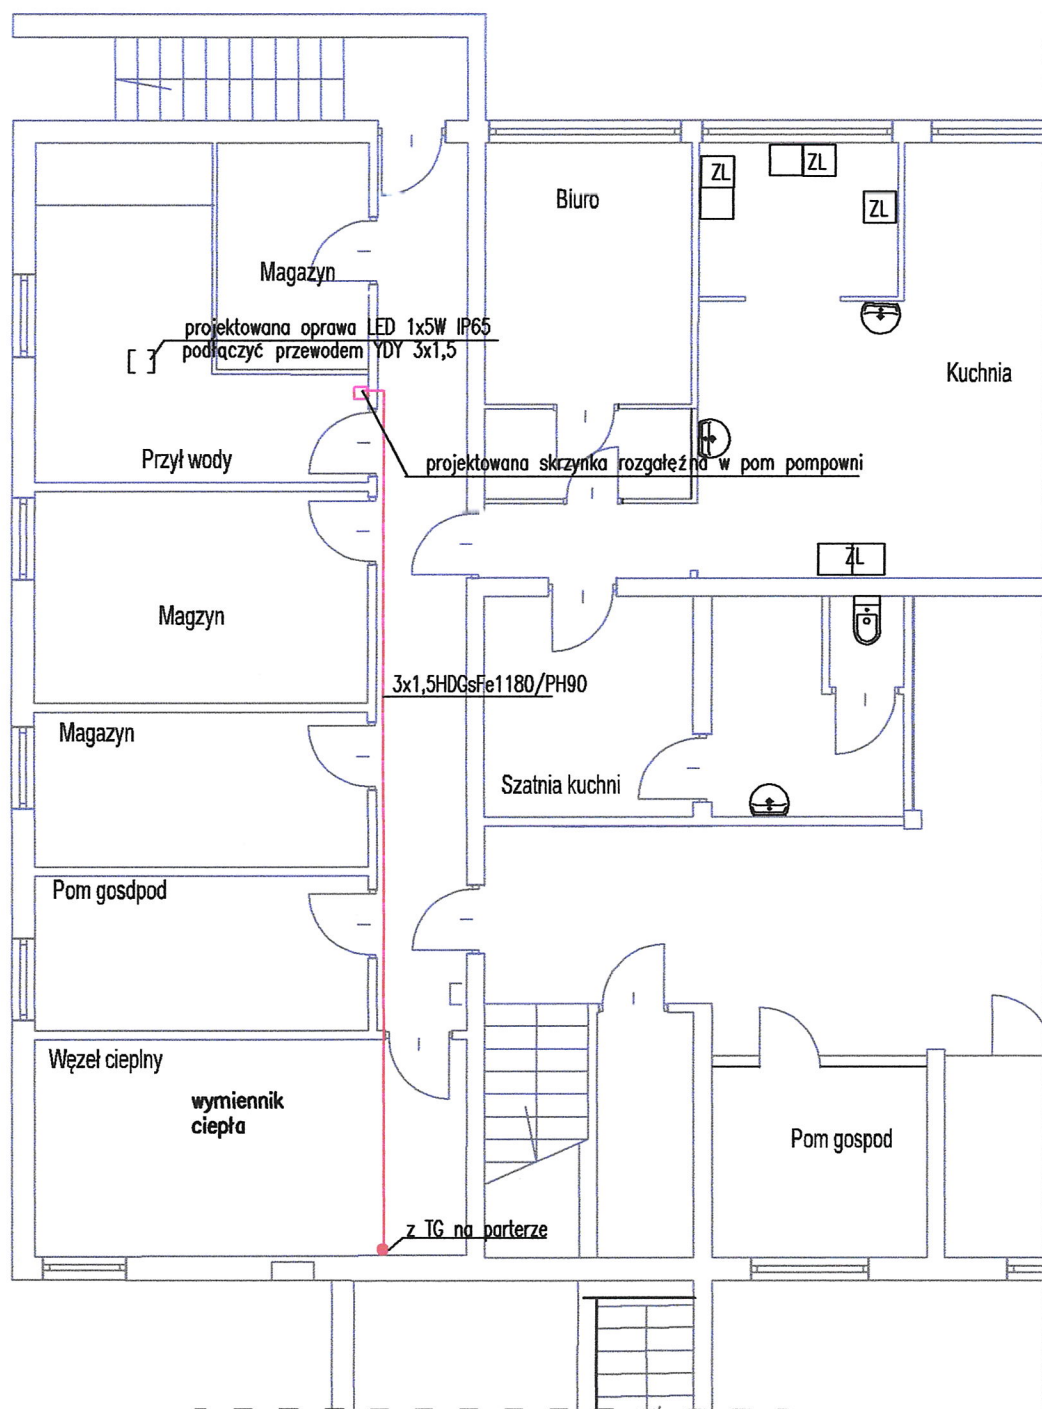 ZL
ZL
ZL
Biuro
Magazyn
projektowana oprawa LED 1x5W IP65
podłączyć przewodem YDY 3x1,5
Kuchnia
Przył wody
projektowana skrzynka rozgałęźna w pom pompowni
ZL
Magzyn
3x1,5HDGsFe1180/PH90
Magazyn
Szatnia kuchni
Pom gosdpod
Węzeł cieplny
wymiennik
ciepła
Pom gospod
z TG na parterze